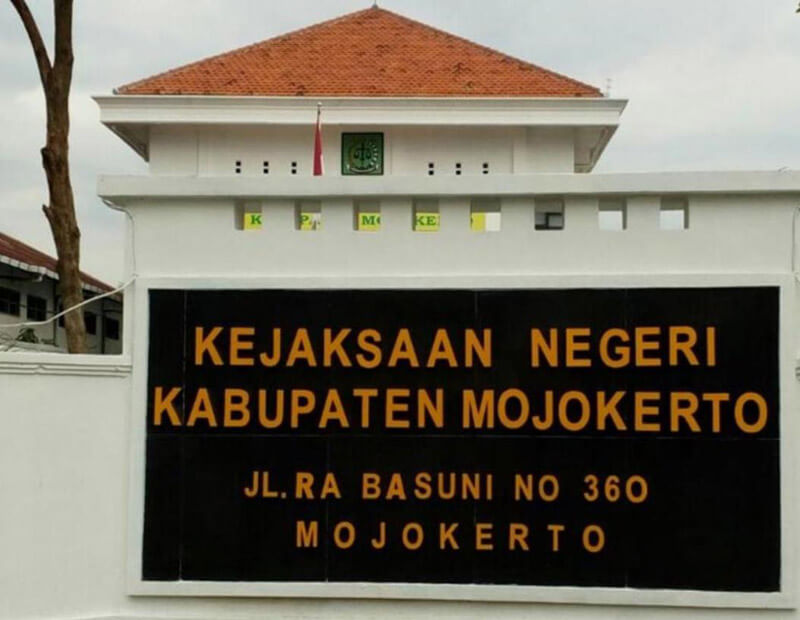 KEJAKSAAN NEGERI
KABUPATEN MOJOKERTO
JL.RA BASUNI NO 360
MOJOKERTO